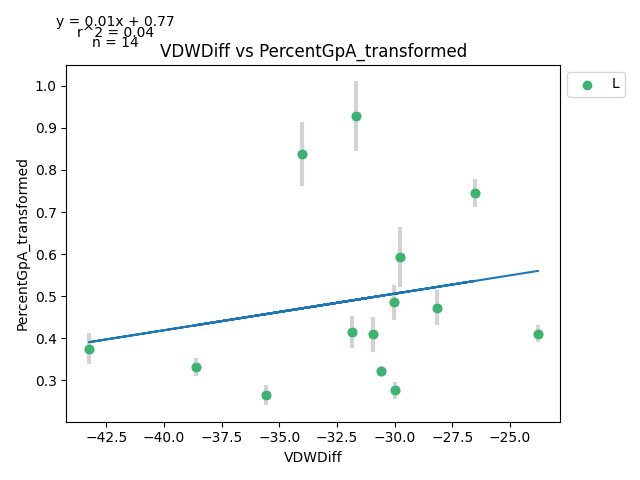 y = 0.01x + 0.77
r^2 = 0.04
n = 14
VDWDiff vs PercentGpA_transformed
L
PercentGpA_transformed
1.0
0.9
0.8
0.7
0.6
0.5
0.4
0.3
−42.5 −40.0 −37.5 −35.0 −32.5 −30.0 −27.5 −25.0
VDWDiff